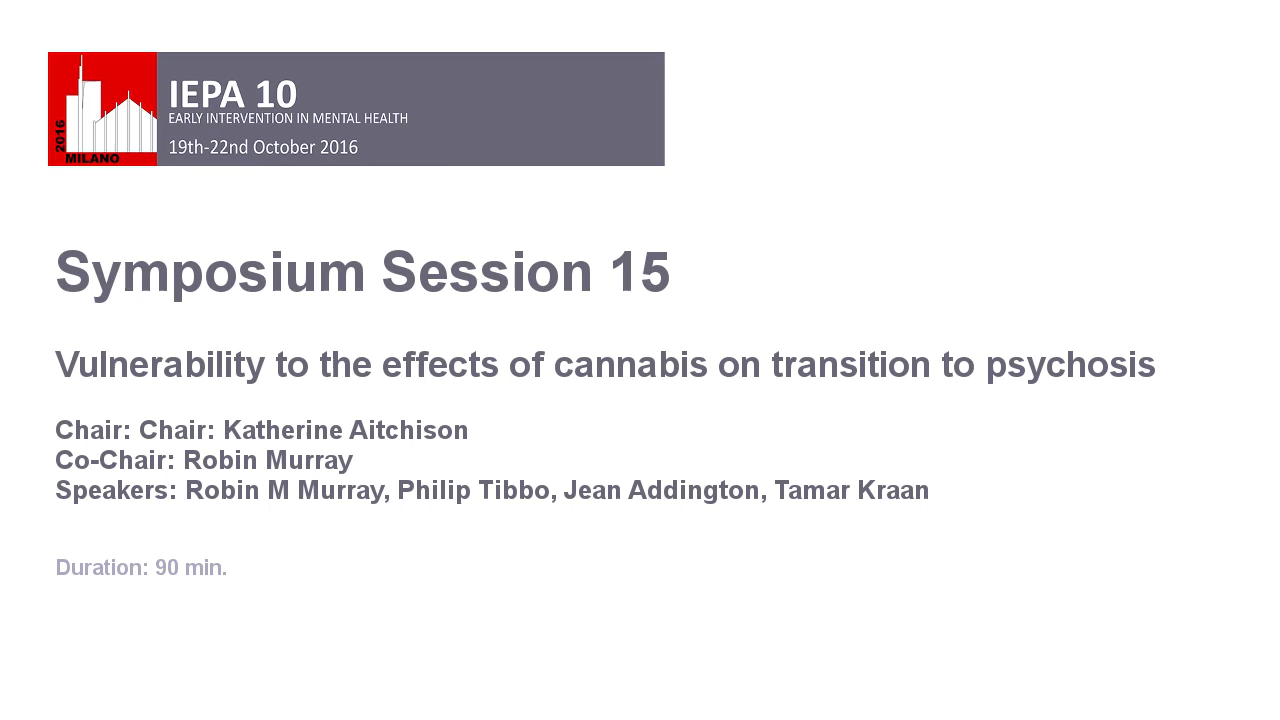 2016
MILANO
IEPA 10
EARLY INTERVENTION IN MENTAL HEALTH
19th-22nd October 2016
Symposium Session 15
Vulnerability to the effects of cannabis on transition to psychosis
Chair: Chair: Katherine Aitchison
Co-Chair: Robin Murray
Speakers: Robin M Murray, Philip Tibbo, Jean Addington, Tamar Kraan
Duration: 90 min.